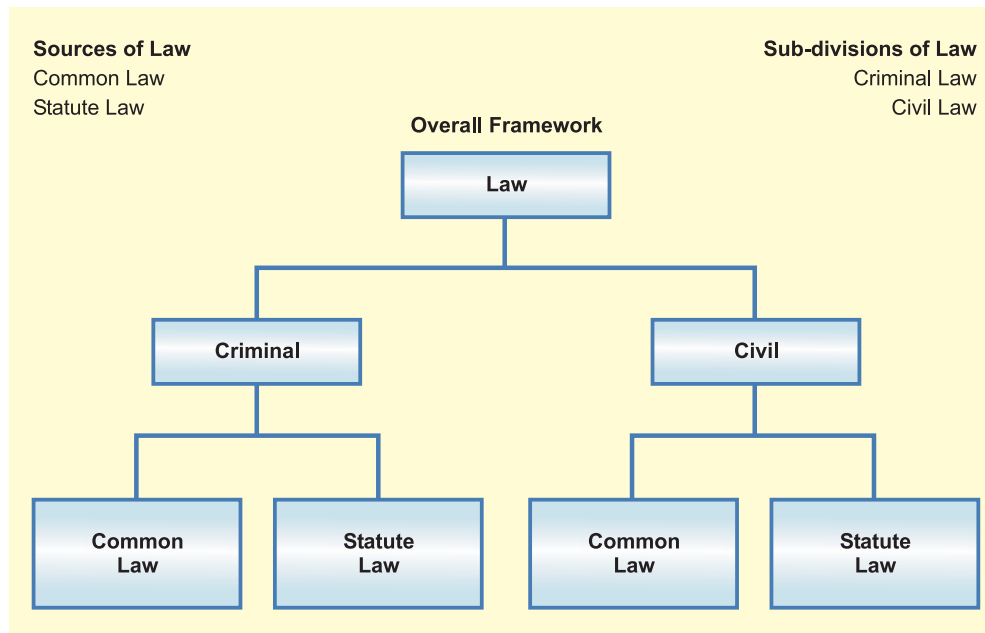 Sources of Law
Common Law
Statute Law
Sub-divisions of Law
Criminal Law
Civil Law
Overall Framework
Law
Criminal
Civil
Common
Law
Statute
Law
Common
Law
Statute
Law